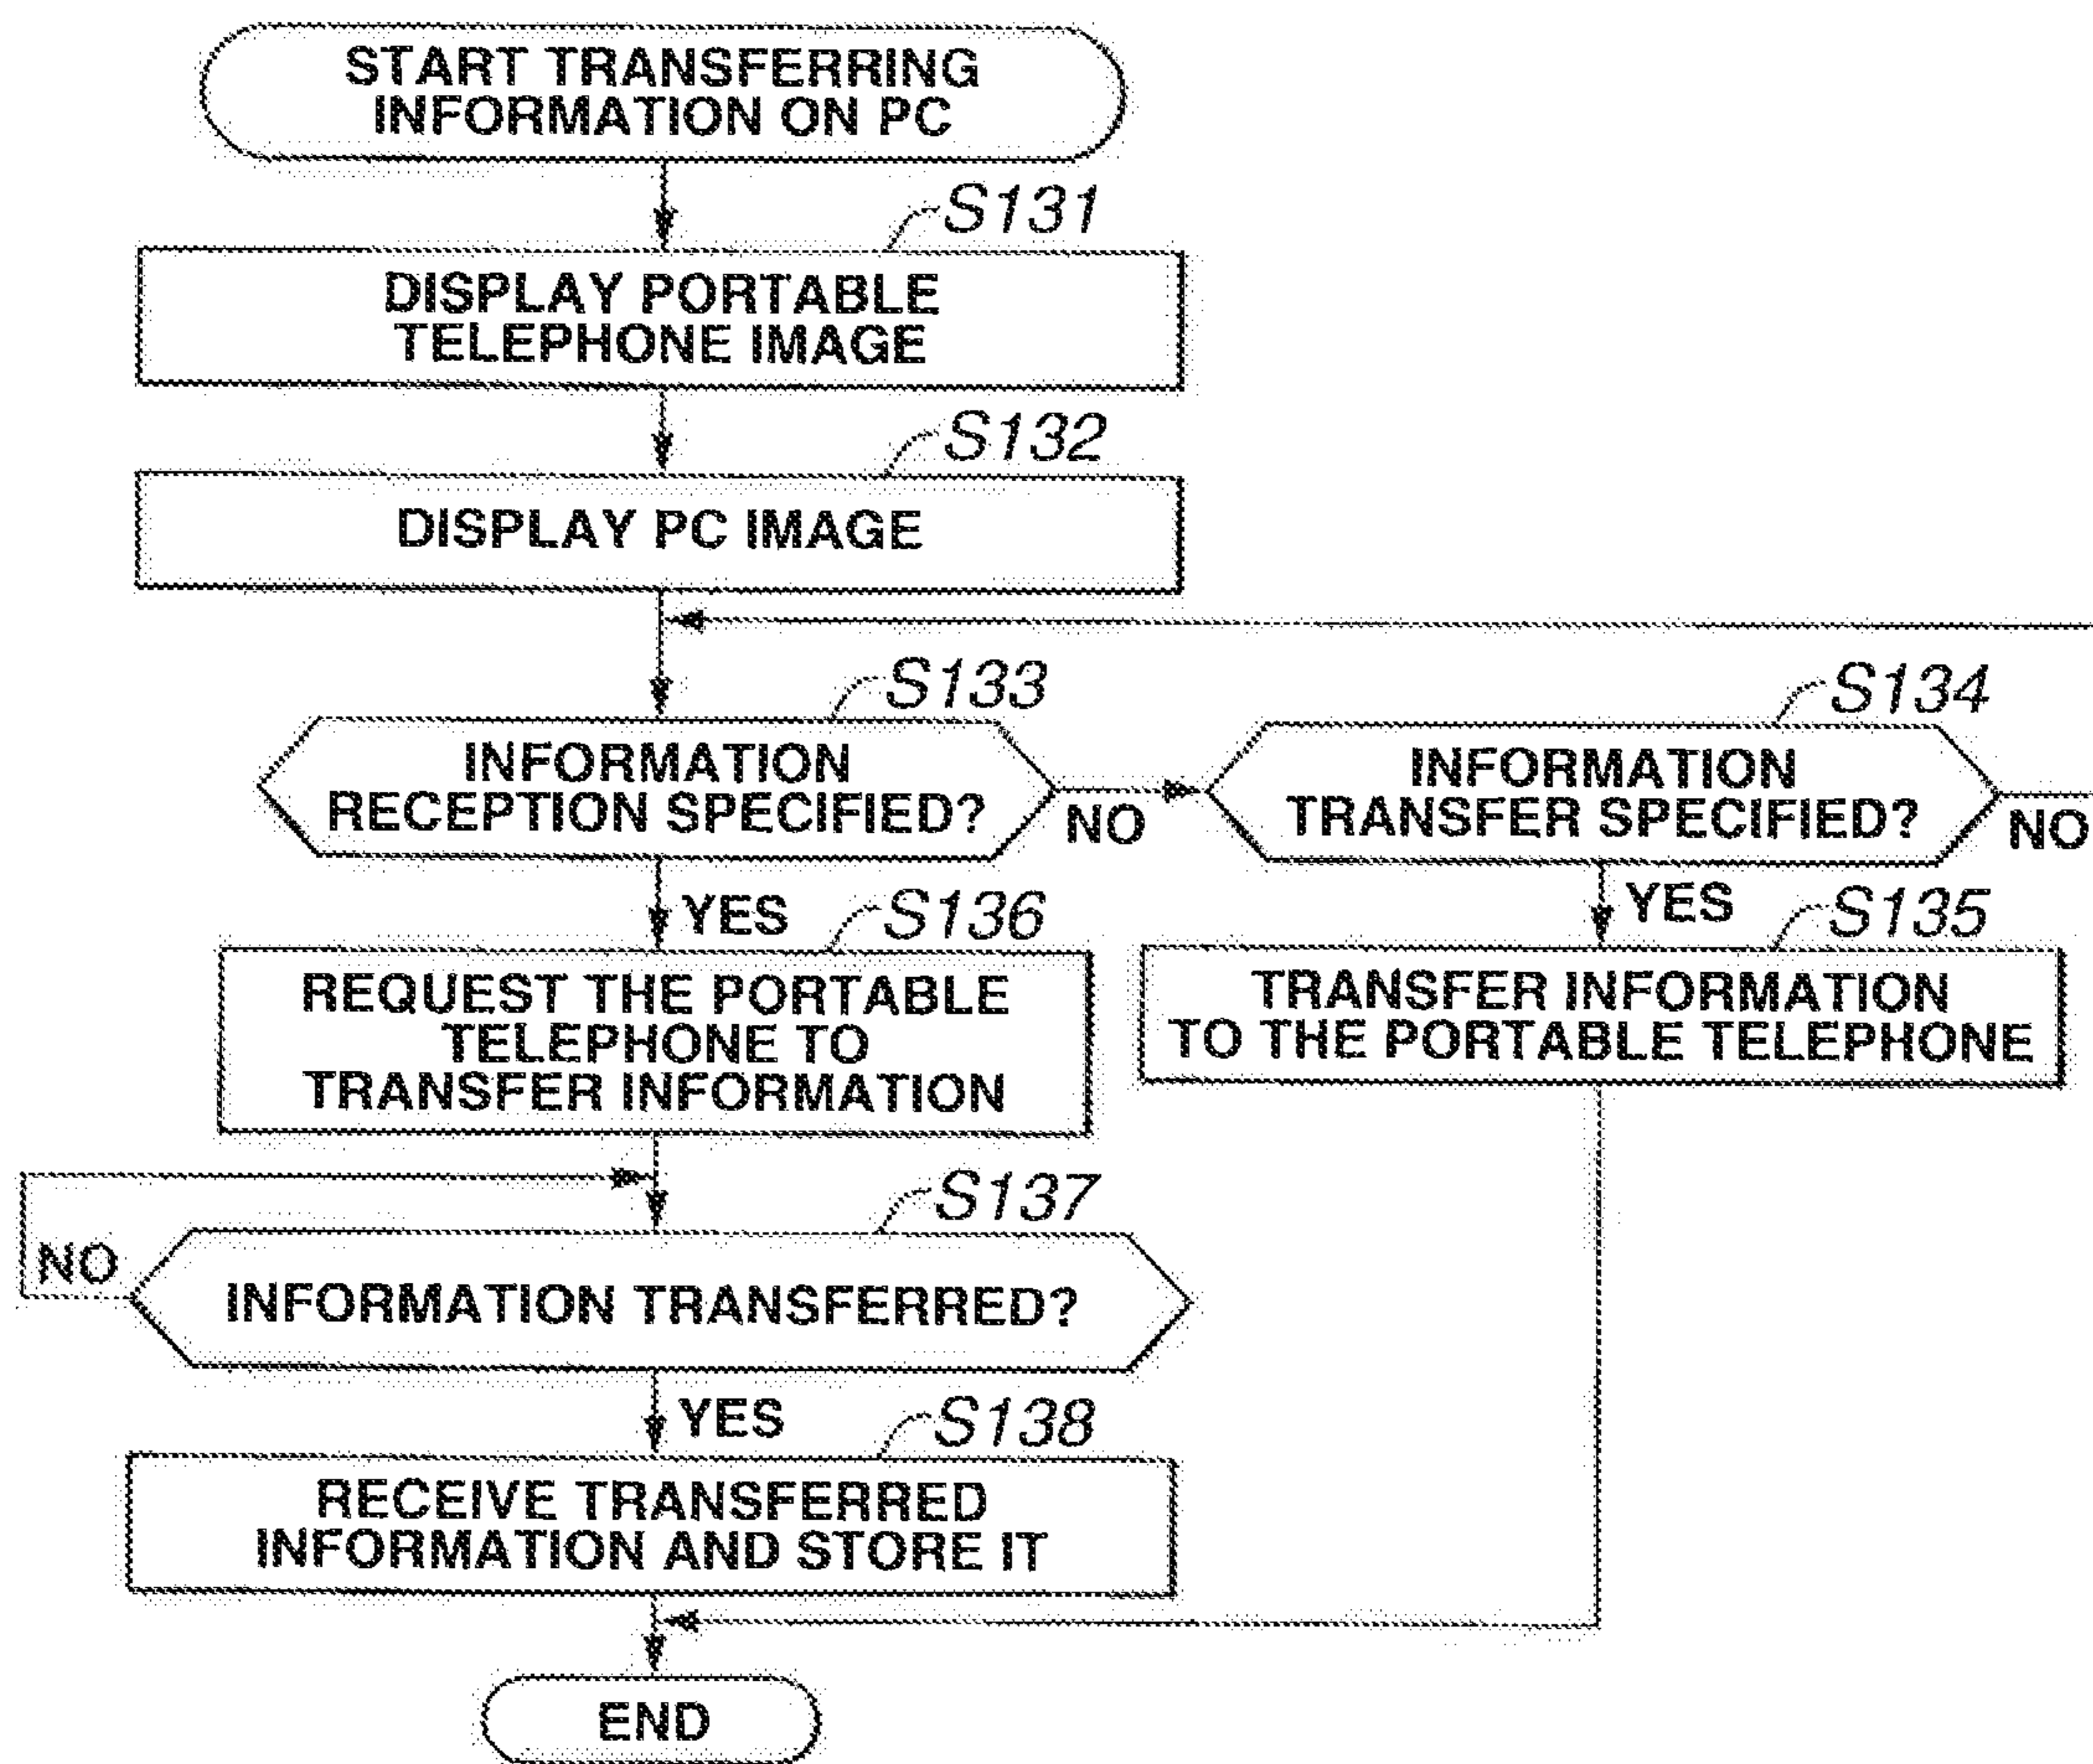 START TRANSFERRING
INFORMATION ON PC
S131
DISPLAY PORTABLE
TELEPHONE IMAGE
S132
DISPLAY PC IMAGE
S133
INFORMATION
RECEPTION SPECIFIED?
NO
S134
INFORMATION
TRANSFER SPECIFIED?
NO
YES
S136
REQUEST THE PORTABLE
TELEPHONE TO
TRANSFER INFORMATION
YES
S135
TRANSFER INFORMATION
TO THE PORTABLE TELEPHONE
S137
NO
INFORMATION TRANSFERRED?
YES
S138
RECEIVE TRANSFERRED
INFORMATION AND STORE IT
END